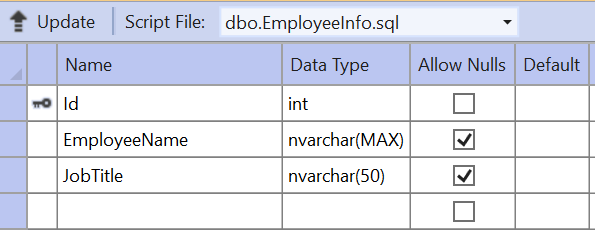 Update Script File: dbo.EmployeeInfo.sql
Name Data Type Allow Nulls Default
Id int
EmployeeName nvarchar(MAX)
JobTitle nvarchar(50)